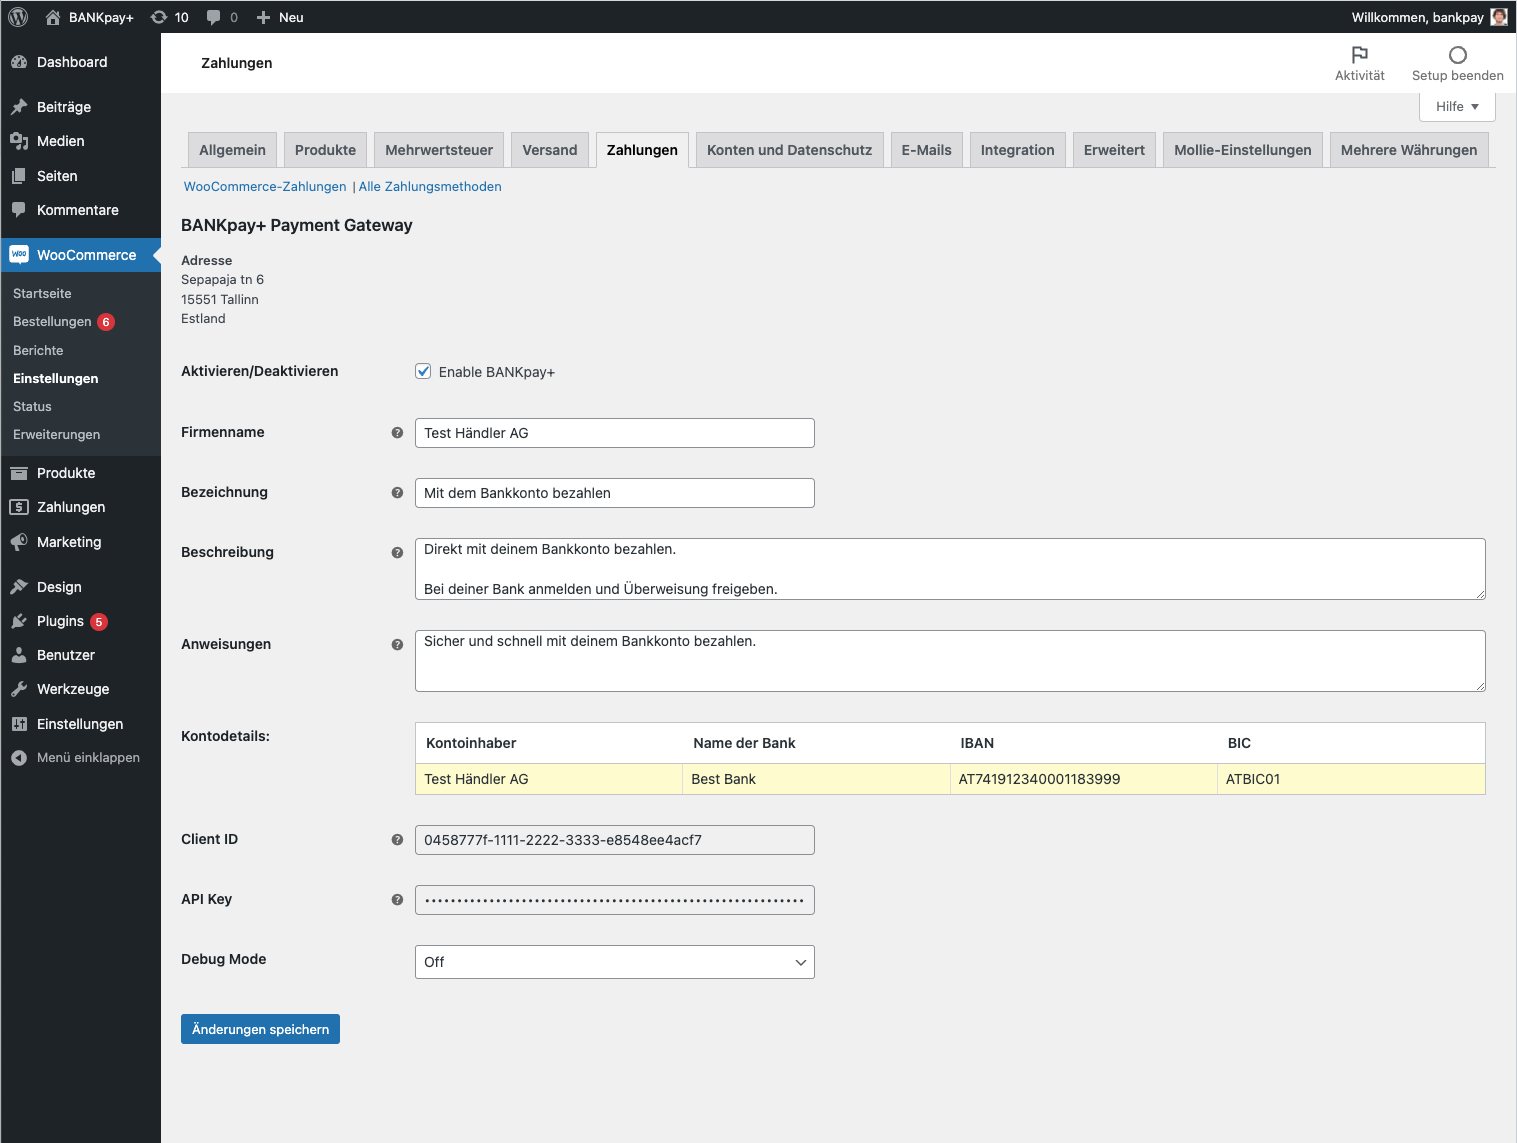 BANKpay+ 10 0 Neu Willkommen, bankpay
Dashboard
Beiträge
Medien
Seiten
Kommentare
WooCommerce
Startseite
Bestellungen 6
Berichte
Einstellungen
Status
Erweiterungen
Produkte
Zahlungen
Marketing
Design
Plugins 5
Benutzer
Werkzeuge
Einstellungen
Menü einklappen
Zahlungen
Aktivität
Setup beenden
Hilfe
Allgemein Produkte Mehrwertsteuer Versand Zahlungen Konten und Datenschutz E-Mails Integration Erweitert Mollie-Einstellungen Mehrere Währungen
WooCommerce-Zahlungen | Alle Zahlungsmethoden
BANKpay+ Payment Gateway
Adresse
Sepapaja tn 6
15551 Tallinn
Estland
Aktivieren/Deaktivieren Enable BANKpay+
Firmenname Test Händler AG
Bezeichnung Mit dem Bankkonto bezahlen
Beschreibung Direkt mit deinem Bankkonto bezahlen.
Bei deiner Bank anmelden und Überweisung freigeben.
Anweisungen Sicher und schnell mit deinem Bankkonto bezahlen.
Kontodetails: Kontoinhaber Name der Bank IBAN BIC
Test Händler AG Best Bank AT741912340001183999 ATBIC01
Client ID 0458777f-1111-2222-3333-e8548ee4acf7
API Key
Debug Mode Off
Änderungen speichern